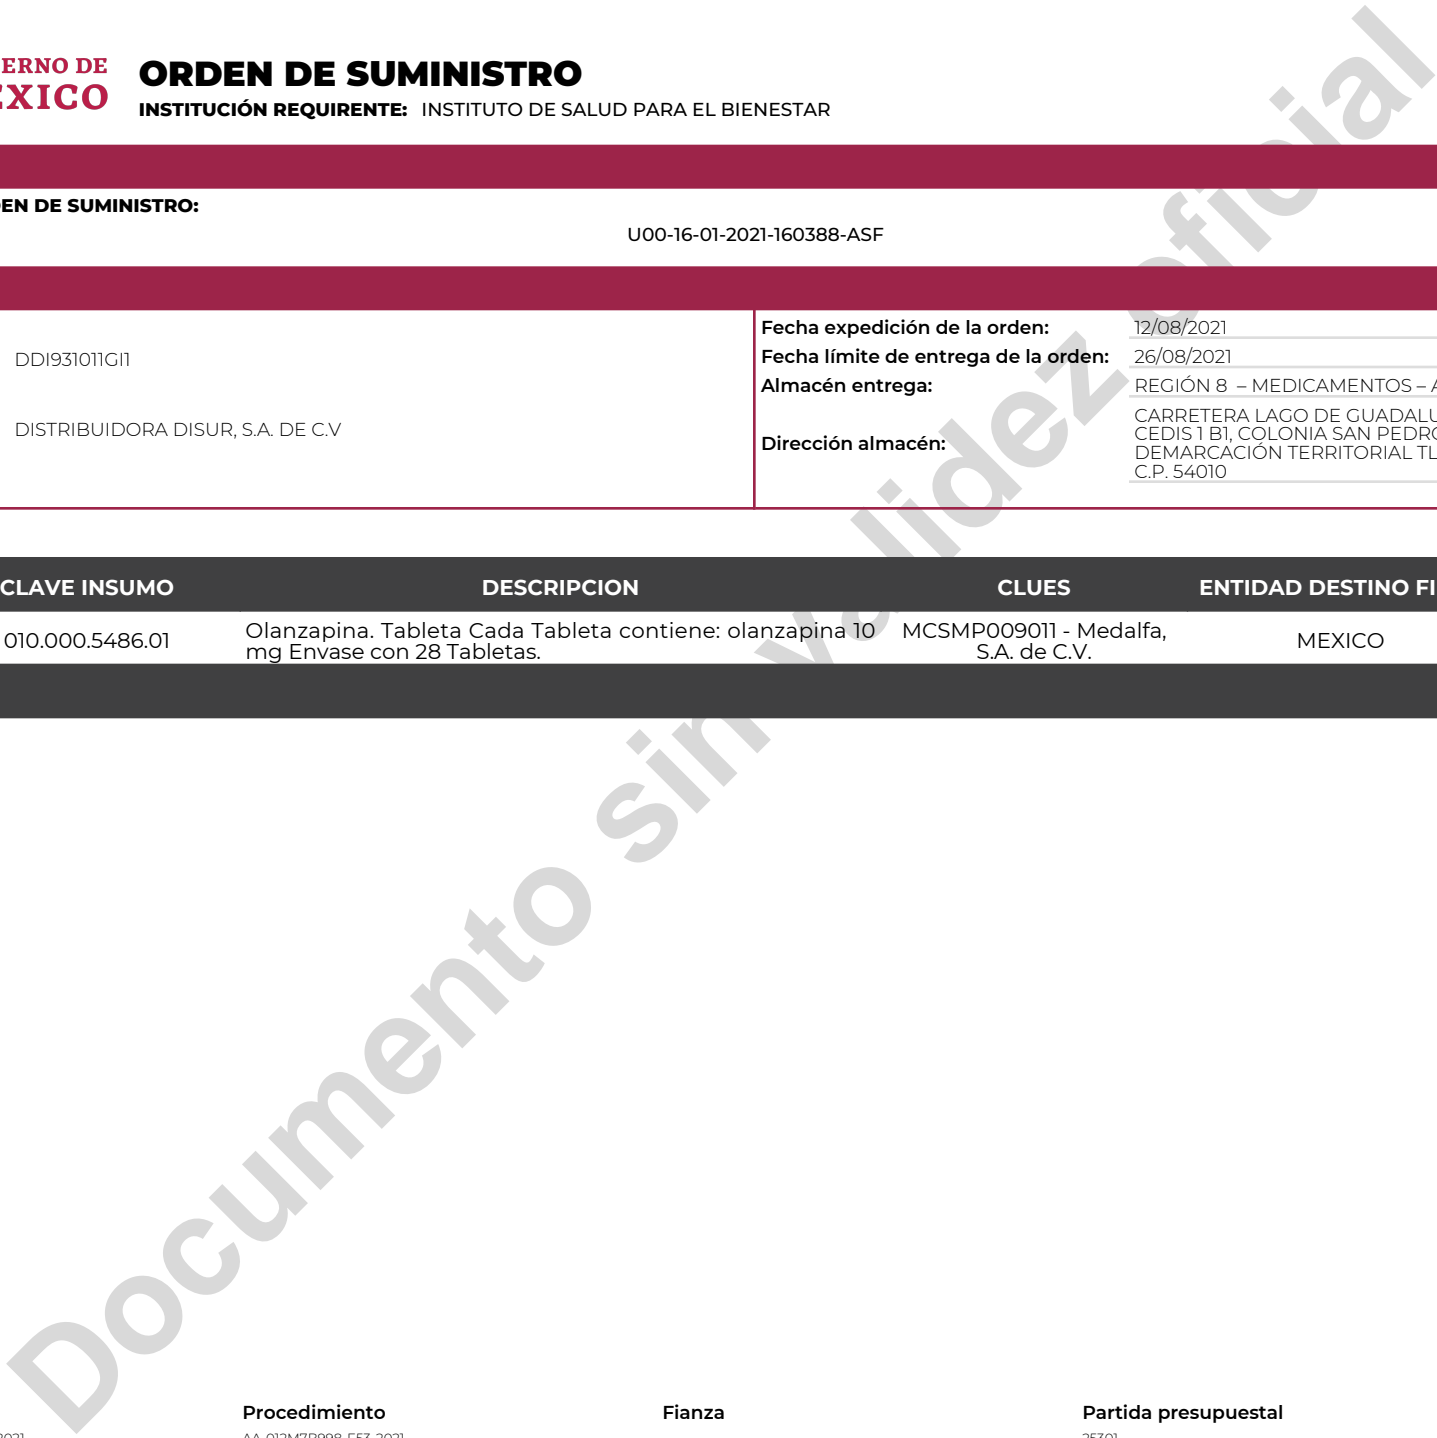 ERNO DE
EXICO
ORDEN DE SUMINISTRO
INSTITUCIÓN REQUIRENTE: INSTITUTO DE SALUD PARA EL BIENESTAR
EN DE SUMINISTRO:
U00-16-01-2021-160388-ASF
DDI931011GI1
DISTRIBUIDORA DISUR, S.A. DE C.V
Fecha expedición de la orden: 12/08/2021
Fecha límite de entrega de la orden: 26/08/2021
Almacén entrega: REGIÓN 8 – MEDICAMENTOS – A
Dirección almacén:
CARRETERA LAGO DE GUADALU
CEDIS 1 B1, COLONIA SAN PEDRO
DEMARCACIÓN TERRITORIAL TL
C.P. 54010
CLAVE INSUMO DESCRIPCION CLUES ENTIDAD DESTINO FI
010.000.5486.01
Olanzapina. Tableta Cada Tableta contiene: olanzapina 10
mg Envase con 28 Tabletas.
MCSMP009011 - Medalfa,
S.A. de C.V.
MEXICO
Documento sin validez oficial
Procedimiento Fianza Partida presupuestal